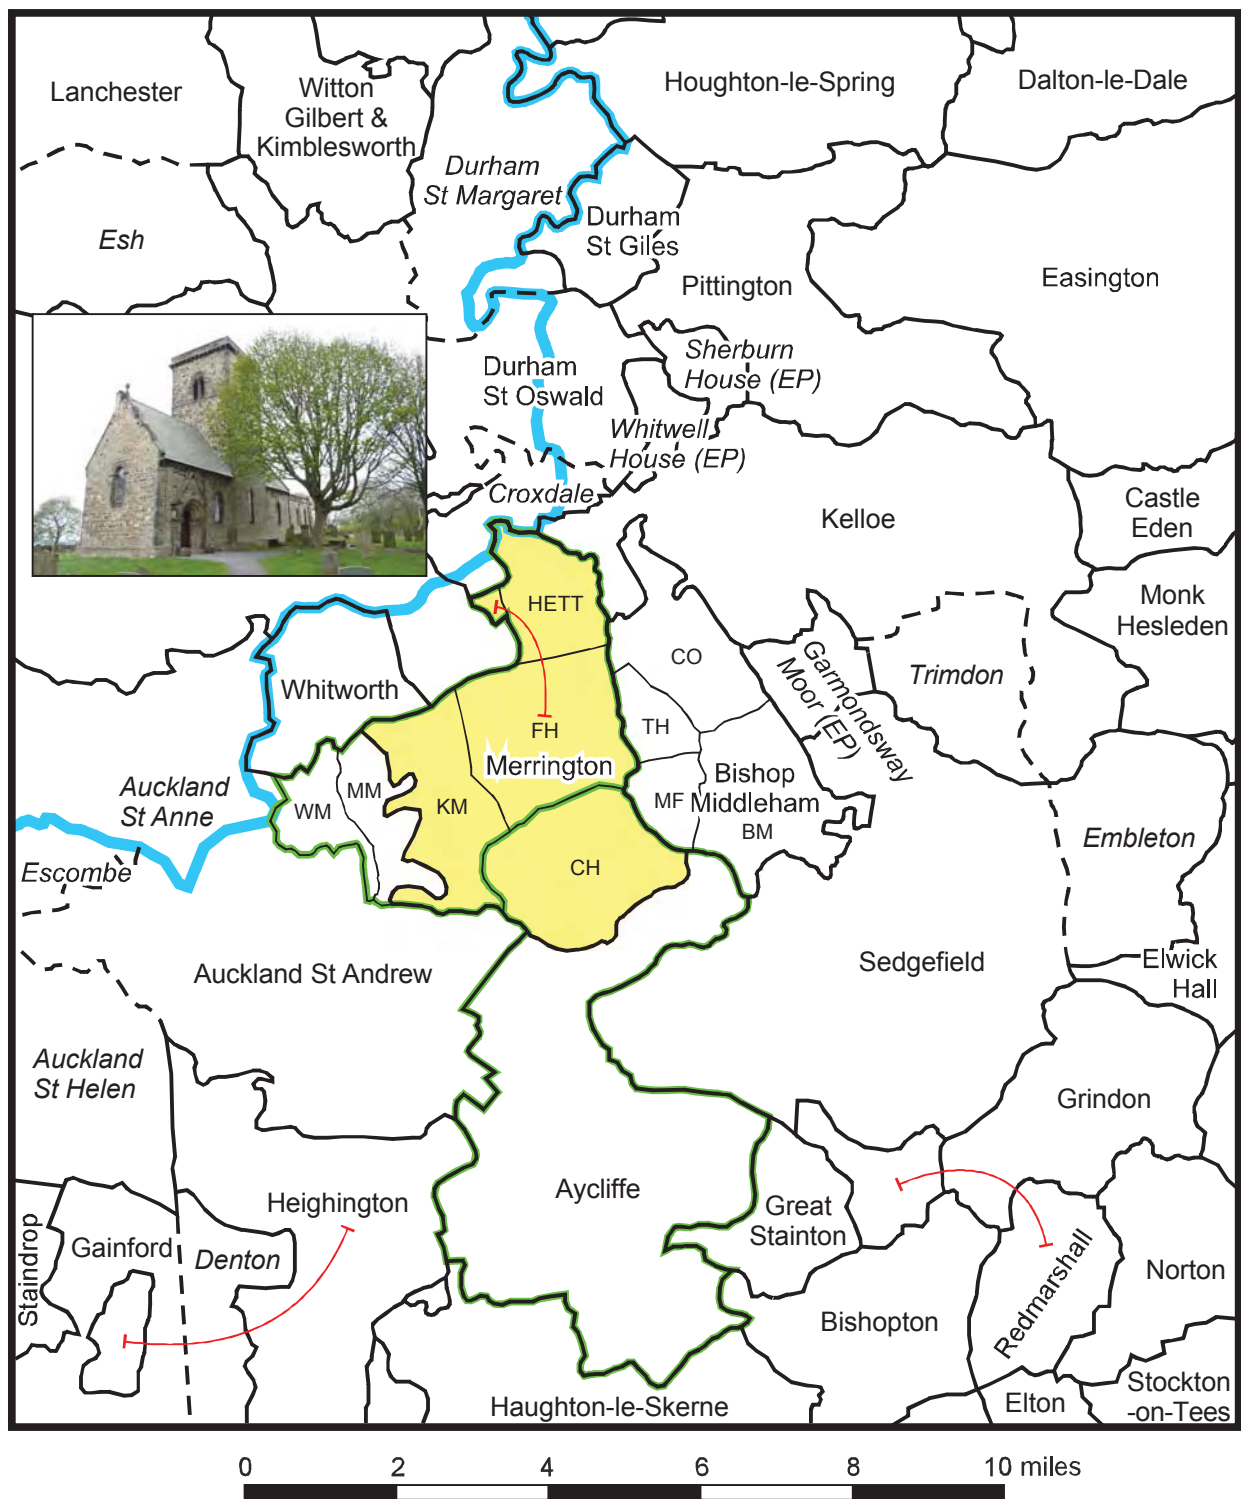 Lanchester
Witton
Gilbert &
Kimblesworth
Houghton-le-Spring
Dalton-le-Dale
Durham
St Margaret
Esh
Durham
St Giles
Pittington
Easington
Sherburn
House (EP)
Durham
St Oswald
Whitwell
House (EP)
Croxdale
Kelloe
Castle
Eden
Monk
Hesleden
HETT
CO
Garmondsway
Moor (EP)
Trimdon
Whitworth
TH
FH
Merrington
Bishop
Middleham
Auckland
St Anne
WM
MM
KM
MF
BM
Embleton
Escombe
CH
Auckland St Andrew
Sedgefield
Elwick
Hall
Auckland
St Helen
Grindon
Heighington
Aycliffe
Great
Stainton
Staindrop
Gainford
Denton
Redmarshall
Norton
Bishopton
Haughton-le-Skerne
Elton
Stockton
-on-Tees
0 2 4 6 8 10 miles